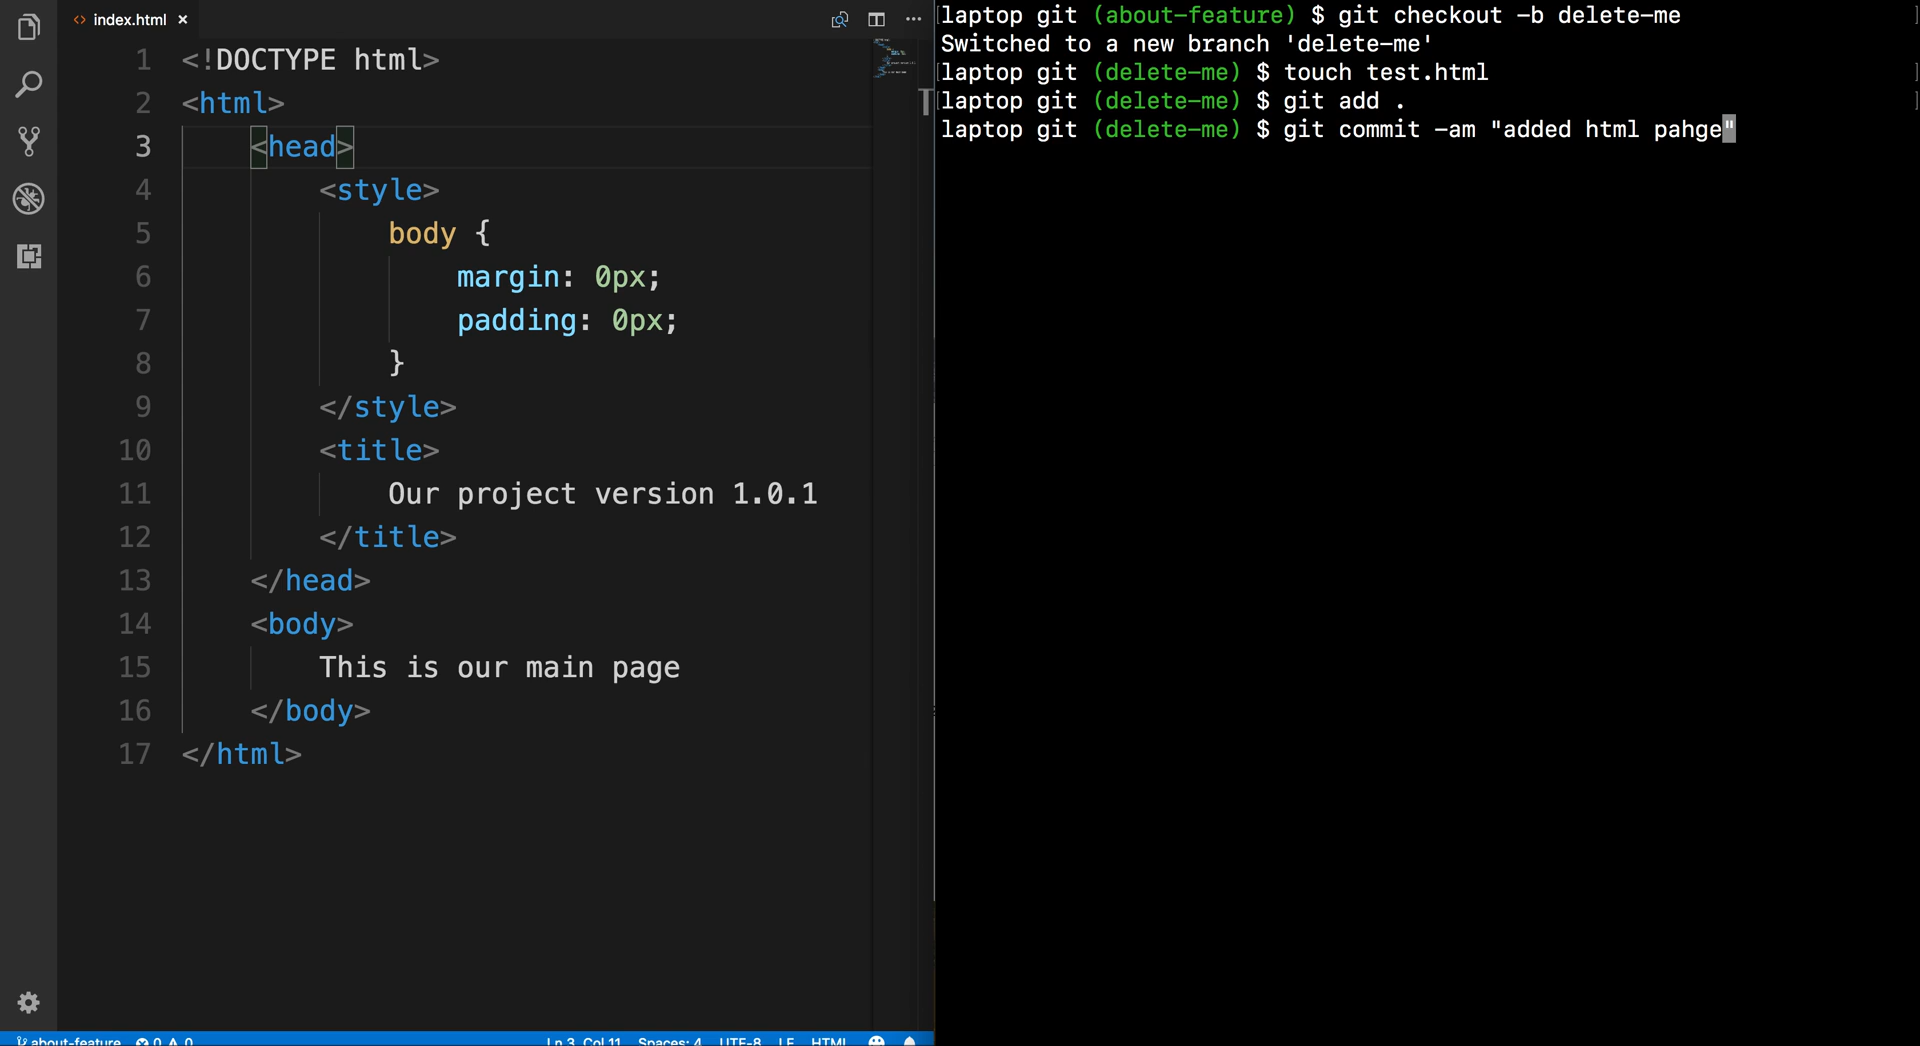 index.html
1 <!DOCTYPE html>
2 <html>
3 <head>
4 <style>
5 body {
6 margin: 0px;
7 padding: 0px;
8 }
9 </style>
10 <title>
11 Our project version 1.0.1
12 </title>
13 </head>
14 <body>
15 This is our main page
16 </body>
17 </html>
about-feature 0 0 Ln 3, Col 11 Spaces: 4 UTF-8 LF HTML
laptop git (about-feature) $ git checkout -b delete-me
Switched to a new branch 'delete-me'
laptop git (delete-me) $ touch test.html
laptop git (delete-me) $ git add .
laptop git (delete-me) $ git commit -am "added html pahge"